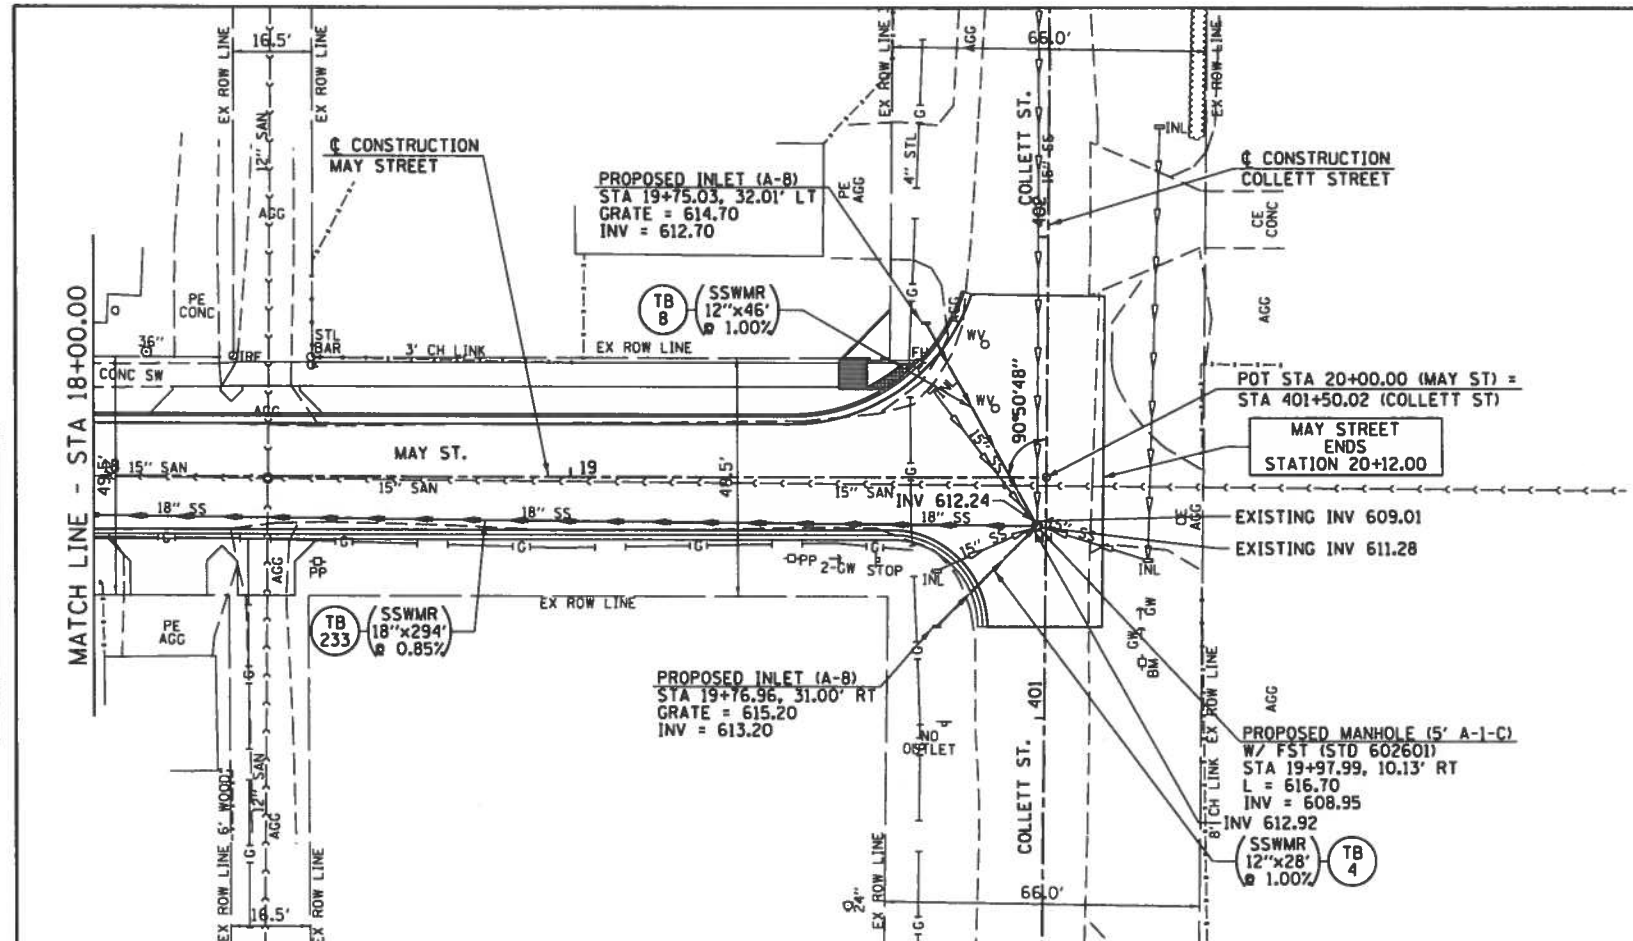 16.5'
EX ROW LINE
EX ROW LINE
12" SAN
AGG
℄ CONSTRUCTION
MAY STREET
PROPOSED INLET (A-8)
STA 19+75.03, 32.01' LT
GRATE = 614.70
INV = 612.70
PE
AGG
EX ROW LINE
4" STL
G
AGG
66.0'
COLLETT ST.
15" SS
402
INL
EX ROW LINE
℄ CONSTRUCTION
COLLETT STREET
CE
CONC
AGG
MATCH LINE - STA 18+00.00
PE
CONC
36"
CONC SW
IRF
STL
BAR
3' CH LINK
EX ROW LINE
TB
8
SSWMR
12"x46'
@ 1.00%
FH
WV
WV
AGG
90°50'48"
POT STA 20+00.00 (MAY ST) =
STA 401+50.02 (COLLETT ST)
MAY STREET
ENDS
STATION 20+12.00
AGG
MAY ST.
49.5'
15" SAN
15" SAN
19
49.5'
15" SAN
INV 612.24
15" SS
18" SS
18" SS
18" SS
15" SS
15" SS
CE
AGG
EXISTING INV 609.01
EXISTING INV 611.28
G
G
G
G
PP
PP
2-GW STOP
INL
INL
AGG
EX ROW LINE
PE
AGG
TB
233
SSWMR
18"x294'
@ 0.85%
GW
GW
BM
PROPOSED INLET (A-8)
STA 19+76.96, 31.00' RT
GRATE = 615.20
INV = 613.20
NO
OUTLET
401
COLLETT ST.
EX ROW LINE
8' CH LINK
AGG
PROPOSED MANHOLE (5' A-1-C)
W/ FST (STD 602601)
STA 19+97.99, 10.13' RT
L = 616.70
INV = 608.95
INV 612.92
SSWMR
12"x28'
@ 1.00%
TB
4
6' WOOD
12" SAN
AGG
EX ROW LINE
EX ROW LINE
16.5'
24"
EX ROW LINE
66.0'
G